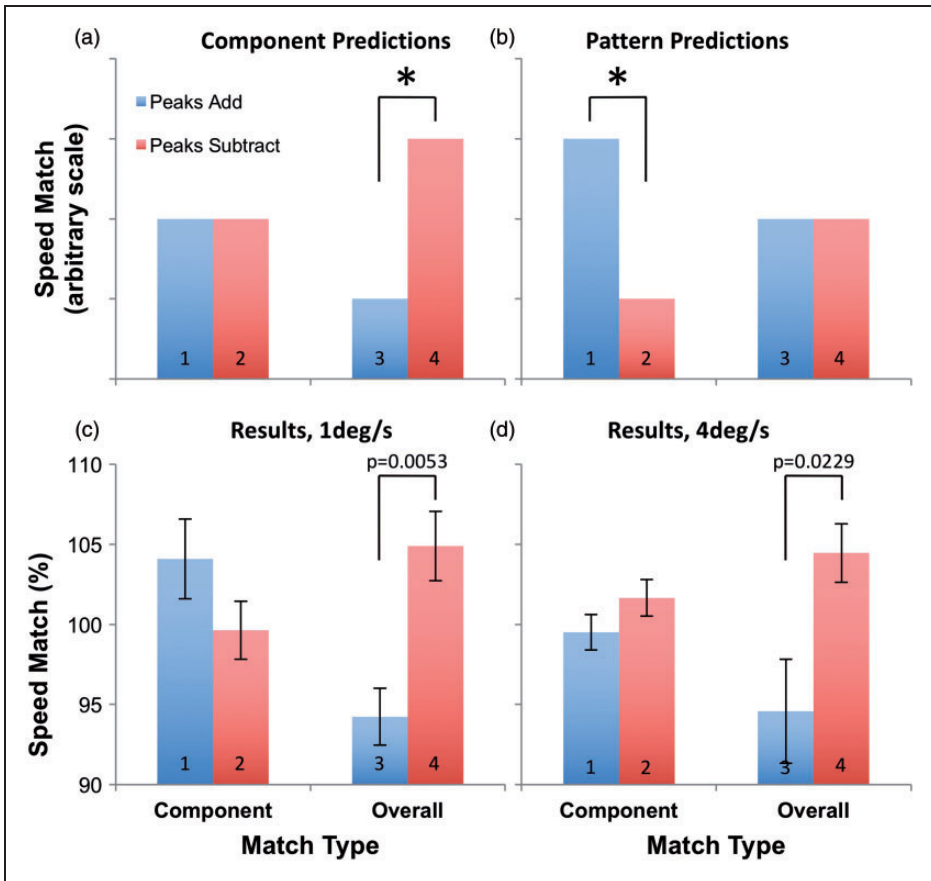 (a)
Component Predictions
(b)
Pattern Predictions
*
*
Peaks Add
Peaks Subtract
Speed Match
(arbitrary scale)
1
2
3
4
1
2
3
4
(c)
Results, 1deg/s
(d)
Results, 4deg/s
p=0.0053
p=0.0229
Speed Match (%)
110
105
100
95
90
1
2
3
4
1
2
3
4
Component
Overall
Component
Overall
Match Type
Match Type